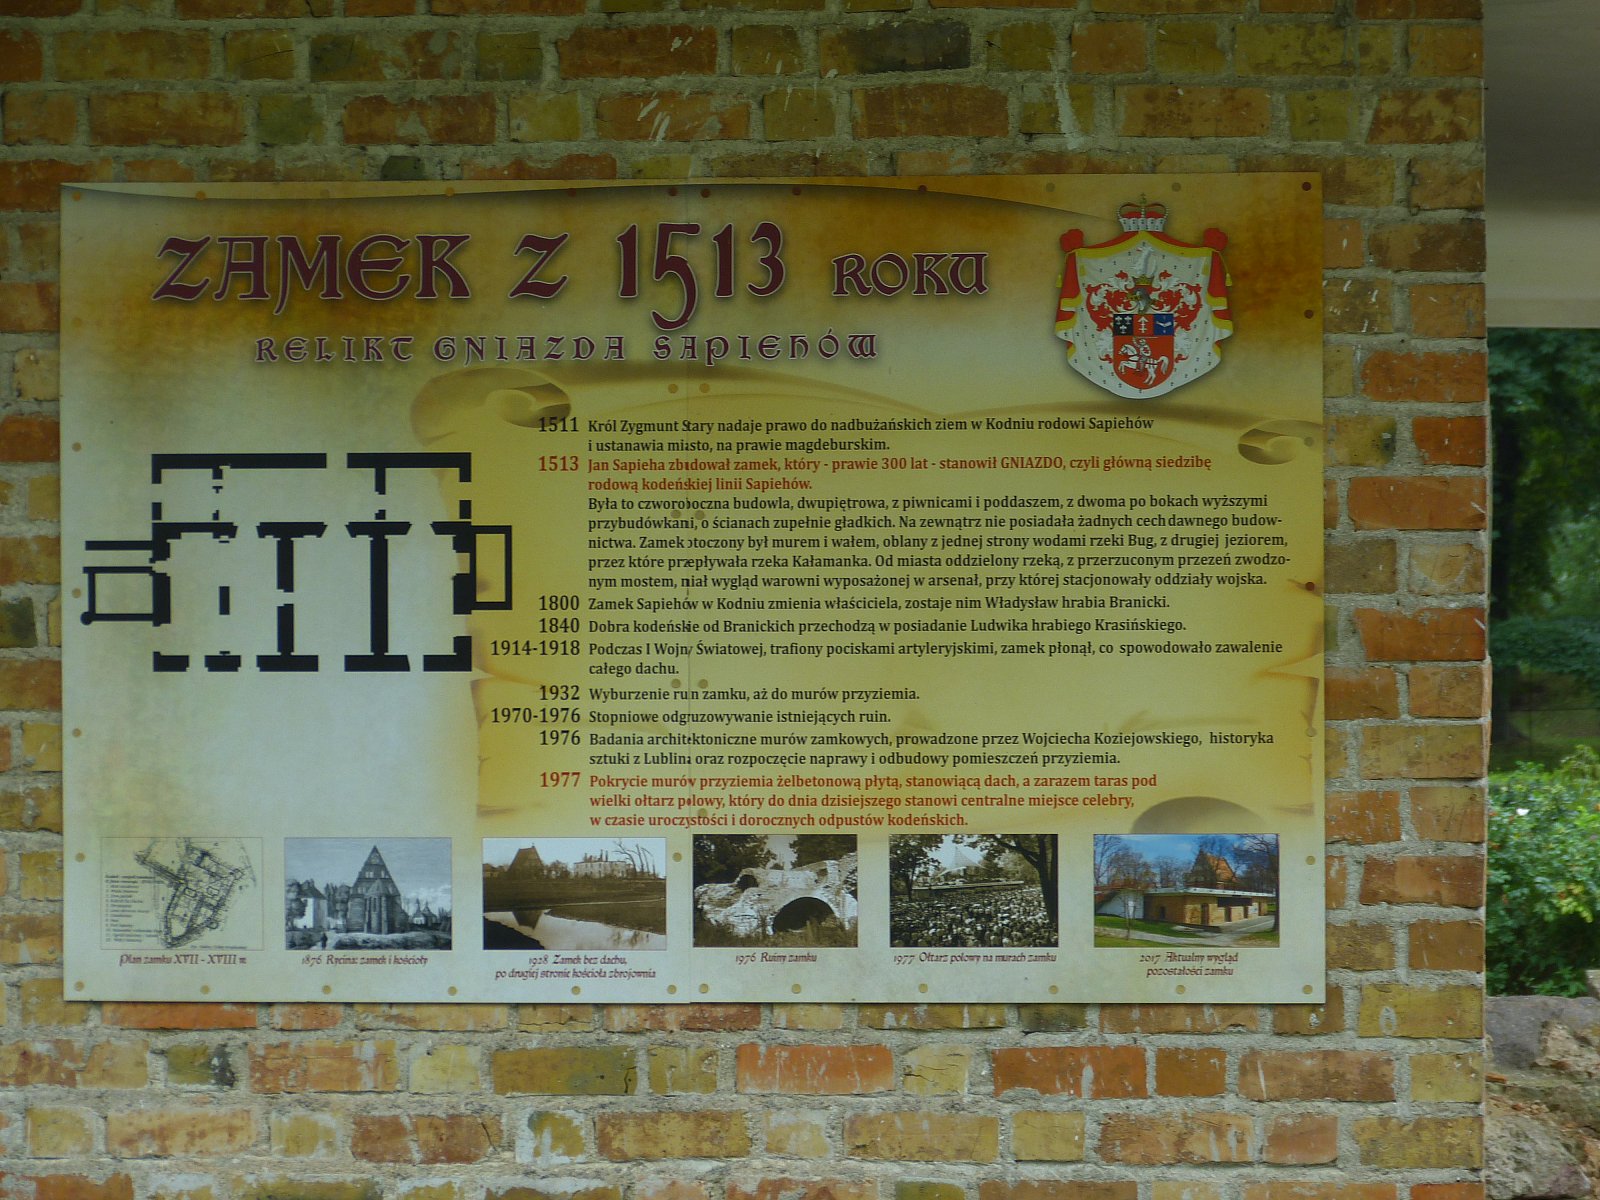 ZAMEK Z 1513 ROKU
RELIKT GNIAZDA SAPIEHÓW
1511 Król Zygmunt Stary nadaje prawo do nadbużańskich ziem w Kodniu rodowi Sapiehów
i ustanawia miasto, na prawie magdeburskim.
1513 Jan Sapieha zbudował zamek, który - prawie 300 lat - stanowił GNIAZDO, czyli główną siedzibę
rodową kodeńskiej linii Sapiehów.
Była to czworoboczna budowla, dwupiętrowa, z piwnicami i poddaszem, z dwoma po bokach wyższymi
przybudówkami, o ścianach zupełnie gładkich. Na zewnątrz nie posiadała żadnych cech dawnego budow-
nictwa. Zamek otoczony był murem i wałem, oblany z jednej strony wodami rzeki Bug, z drugiej jeziorem,
przez które przepływała rzeka Kałamanka. Od miasta oddzielony rzeką, z przerzuconym przezeń zwodzo-
nym mostem, miał wygląd warowni wyposażonej w arsenał, przy której stacjonowały oddziały wojska.
1800 Zamek Sapiehów w Kodniu zmienia właściciela, zostaje nim Władysław hrabia Branicki.
1840 Dobra kodeńskie od Branickich przechodzą w posiadanie Ludwika hrabiego Krasińskiego.
1914-1918 Podczas I Wojny Światowej, trafiony pociskami artyleryjskimi, zamek płonął, co spowodowało zawalenie
całego dachu.
1932 Wyburzenie ruin zamku, aż do murów przyziemia.
1970-1976 Stopniowe odgruzowywanie istniejących ruin.
1976 Badania architektoniczne murów zamkowych, prowadzone przez Wojciecha Koziejowskiego, historyka
sztuki z Lublina oraz rozpoczęcie naprawy i odbudowy pomieszczeń przyziemia.
1977 Pokrycie murów przyziemia żelbetonową płytą, stanowiącą dach, a zarazem taras pod
wielki ołtarz polowy, który do dnia dzisiejszego stanowi centralne miejsce celebry,
w czasie uroczystości i dorocznych odpustów kodeńskich.
Plan zamku XVII - XVIII w
1876 Rycina: zamek i kościoły
1928 Zamek bez dachu,
po drugiej stronie kościoła zbrojownia
1976 Ruiny zamku
1977 Ołtarz polowy na murach zamku
2017 Aktualny wygląd
pozostałości zamku